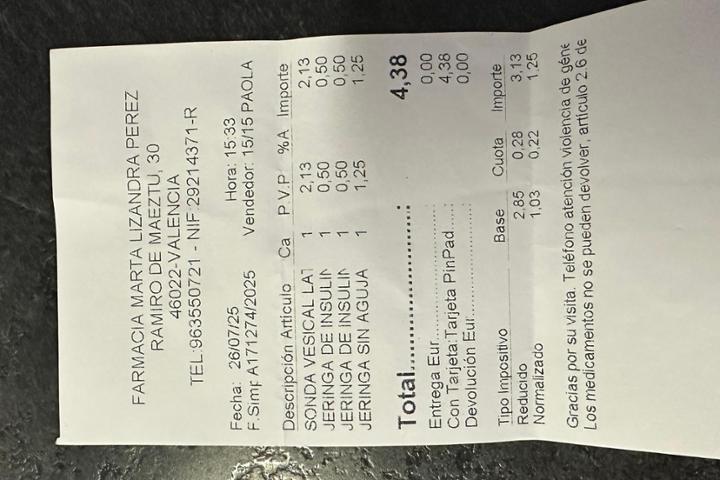 FARMACIA MARTA LIZANDRA PEREZ
RAMIRO DE MAEZTU, 30
46022-VALENCIA
TEL:963550721 - NIF:29214371-R
Fecha: 26/07/25 Hora: 15:33
F.Simp A171274/2025 Vendedor: 15/15 PAOLA
Descripción Articulo Ca P.V.P %A Importe
SONDA VESICAL LAT 1 2,13 2,13
JERINGA DE INSULIN 1 0,50 0,50
JERINGA DE INSULIN 1 0,50 0,50
JERINGA SIN AGUJA 1 1,25 1,25
Total..............................: 4,38
Entrega Eur..............................: 0,00
Con Tarjeta:Tarjeta PinPad.....: 4,38
Devolución Eur..............................: 0,00
Tipo Impositivo Base Cuota Importe
Reducido 2,85 0,28 3,13
Normalizado 1,03 0,22 1,25
Gracias por su visita. Teléfono atención violencia de géne
Los medicamentos no se pueden devolver, artículo 2.6 de